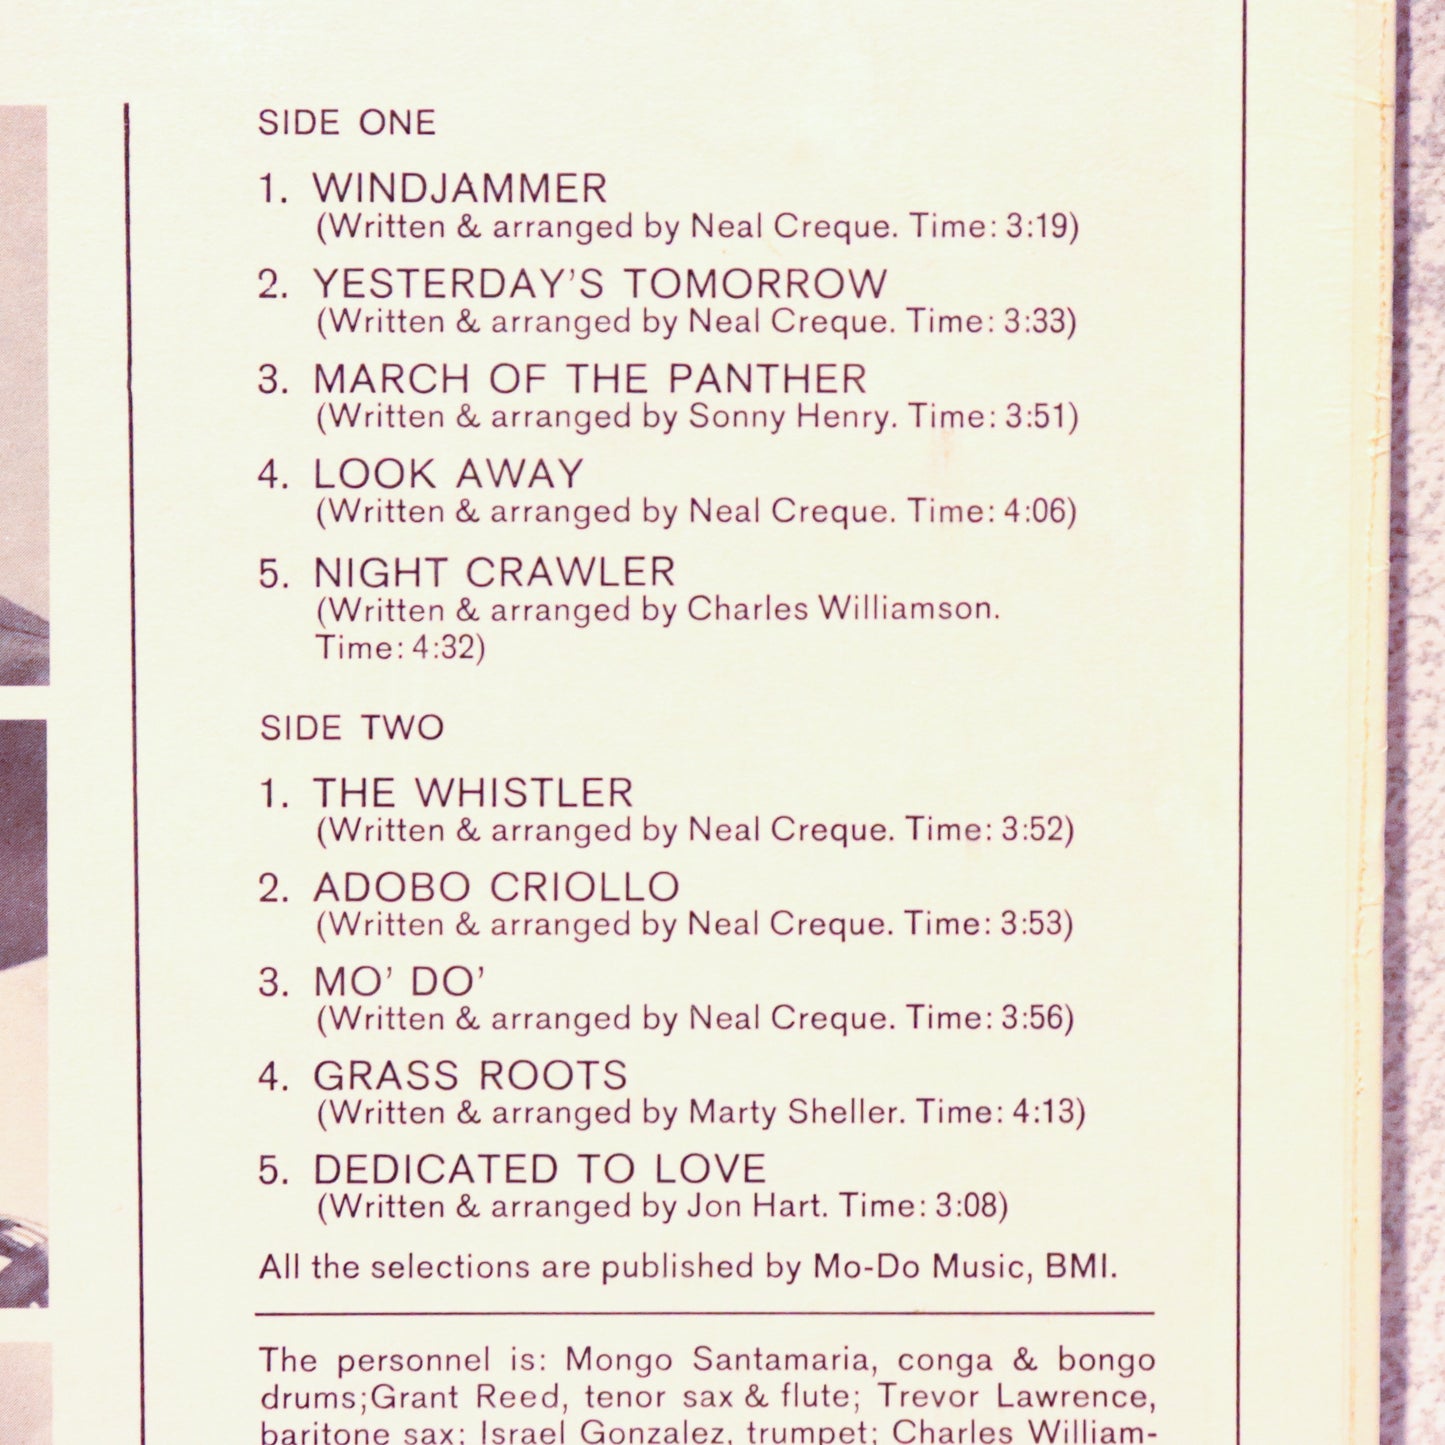 SIDE ONE
1. WINDJAMMER
(Written & arranged by Neal Creque. Time: 3:19)
2. YESTERDAY'S TOMORROW
(Written & arranged by Neal Creque. Time: 3:33)
3. MARCH OF THE PANTHER
(Written & arranged by Sonny Henry. Time: 3:51)
4. LOOK AWAY
(Written & arranged by Neal Creque. Time: 4:06)
5. NIGHT CRAWLER
(Written & arranged by Charles Williamson.
Time: 4:32)
SIDE TWO
1. THE WHISTLER
(Written & arranged by Neal Creque. Time: 3:52)
2. ADOBO CRIOLLO
(Written & arranged by Neal Creque. Time: 3:53)
3. MO' DO'
(Written & arranged by Neal Creque. Time: 3:56)
4. GRASS ROOTS
(Written & arranged by Marty Sheller. Time: 4:13)
5. DEDICATED TO LOVE
(Written & arranged by Jon Hart. Time: 3:08)
All the selections are published by Mo-Do Music, BMI.
The personnel is: Mongo Santamaria, conga & bongo
drums;Grant Reed, tenor sax & flute; Trevor Lawrence,
baritone sax; Israel Gonzalez, trumpet; Charles William-